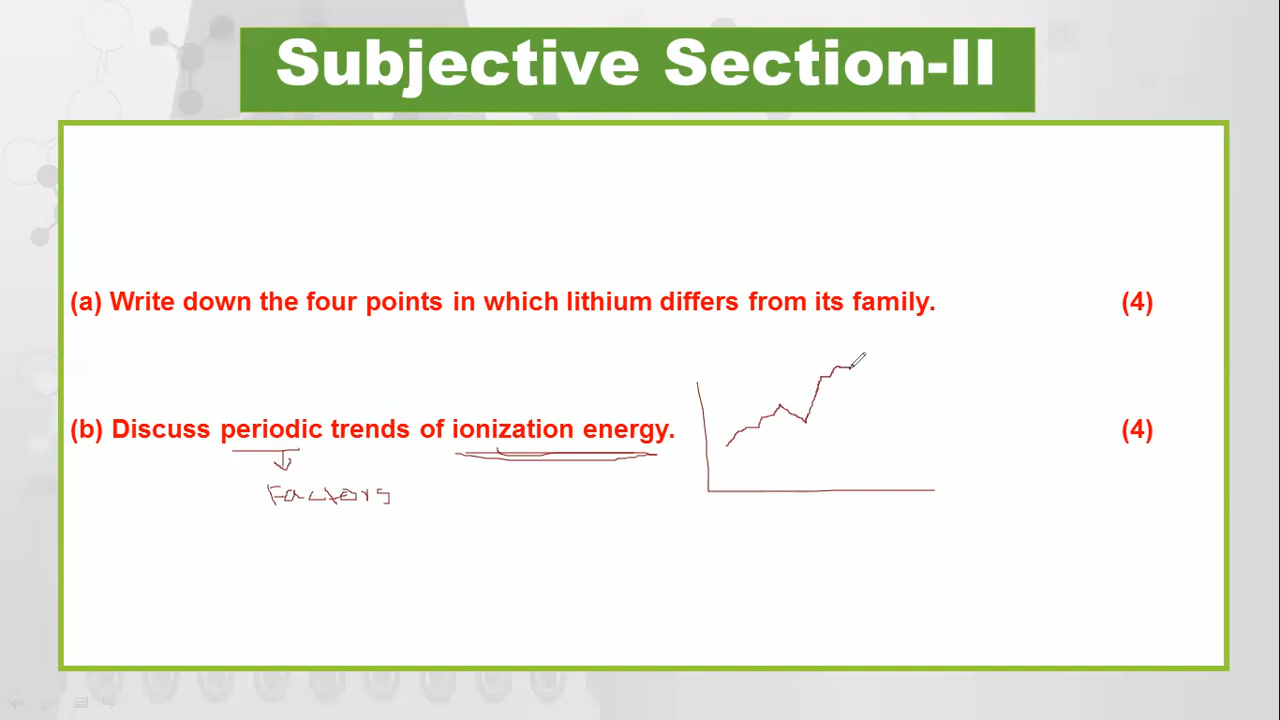 Subjective Section-II
(a) Write down the four points in which lithium differs from its family. (4)
(b) Discuss periodic trends of ionization energy. (4)
Factors